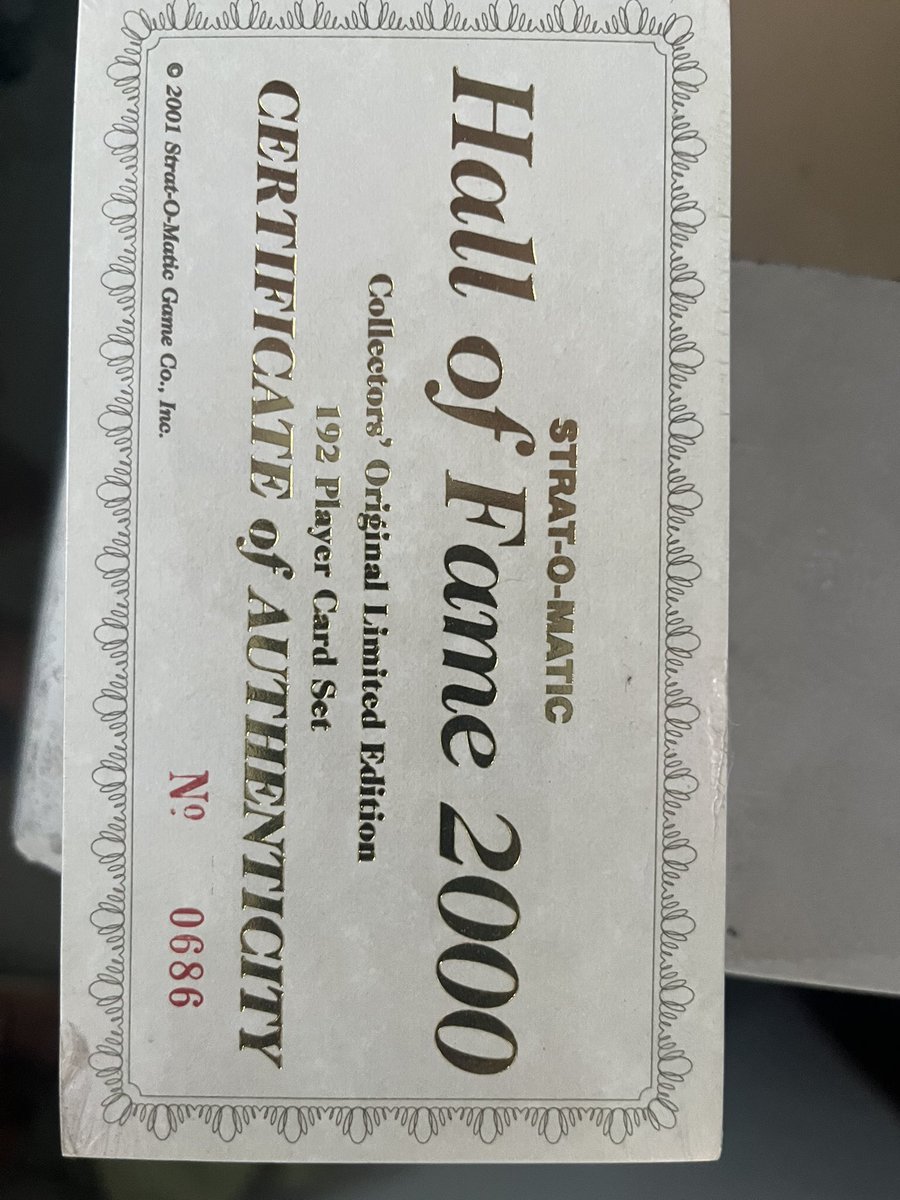 STRAT-O-MATIC
Hall of Fame 2000
Collectors' Original Limited Edition
192 Player Card Set
CERTIFICATE of AUTHENTICITY
Nº 0686
© 2001 Strat-O-Matic Game Co., Inc.